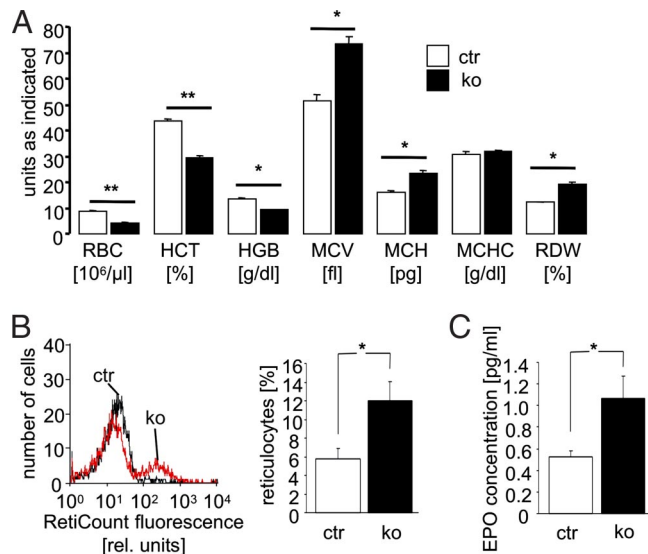 A
units as indicated
80
70
60
50
40
30
20
10
0
** ** * * * *
ctr
ko
RBC HCT HGB MCV MCH MCHC RDW
[10⁶/µl] [%] [g/dl] [fl] [pg] [g/dl] [%]
B
number of cells
40
30
20
10
0
ctr
ko
10⁰ 10¹ 10² 10³ 10⁴
RetiCount fluorescence
[rel. units]
reticulocytes [%]
16
14
12
10
8
6
4
2
0
*
ctr ko
C
EPO concentration [pg/ml]
1.4
1.2
1.0
0.8
0.6
0.4
0.2
0
*
ctr ko